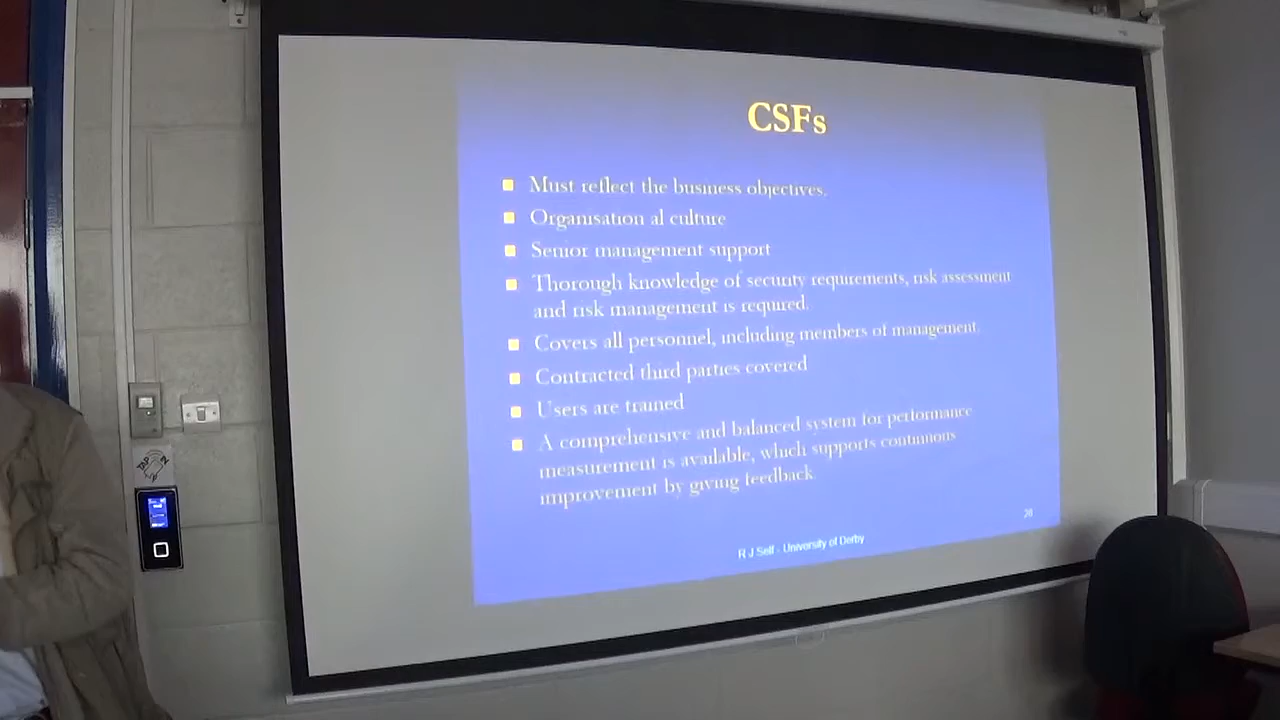 CSFs
Must reflect the business objectives.
Organisation al culture
Senior management support
Thorough knowledge of security requirements, risk assessment
and risk management is required.
Covers all personnel, including members of management.
Contracted third parties covered
Users are trained
A comprehensive and balanced system for performance
measurement is available, which supports continuous
improvement by giving feedback.
28
R J Self - University of Derby
TAP